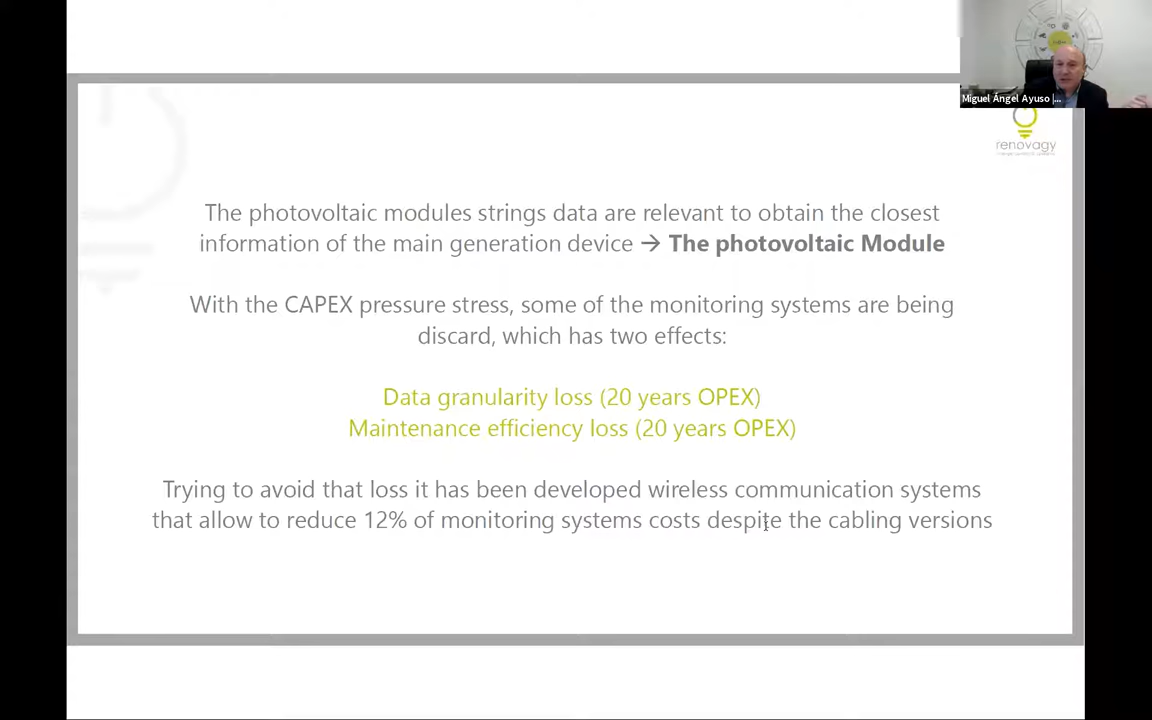 Miguel Ángel Ayuso |...
renovagy
The photovoltaic modules strings data are relevant to obtain the closest
information of the main generation device → The photovoltaic Module
With the CAPEX pressure stress, some of the monitoring systems are being
discard, which has two effects:
Data granularity loss (20 years OPEX)
Maintenance efficiency loss (20 years OPEX)
Trying to avoid that loss it has been developed wireless communication systems
that allow to reduce 12% of monitoring systems costs despite the cabling versions